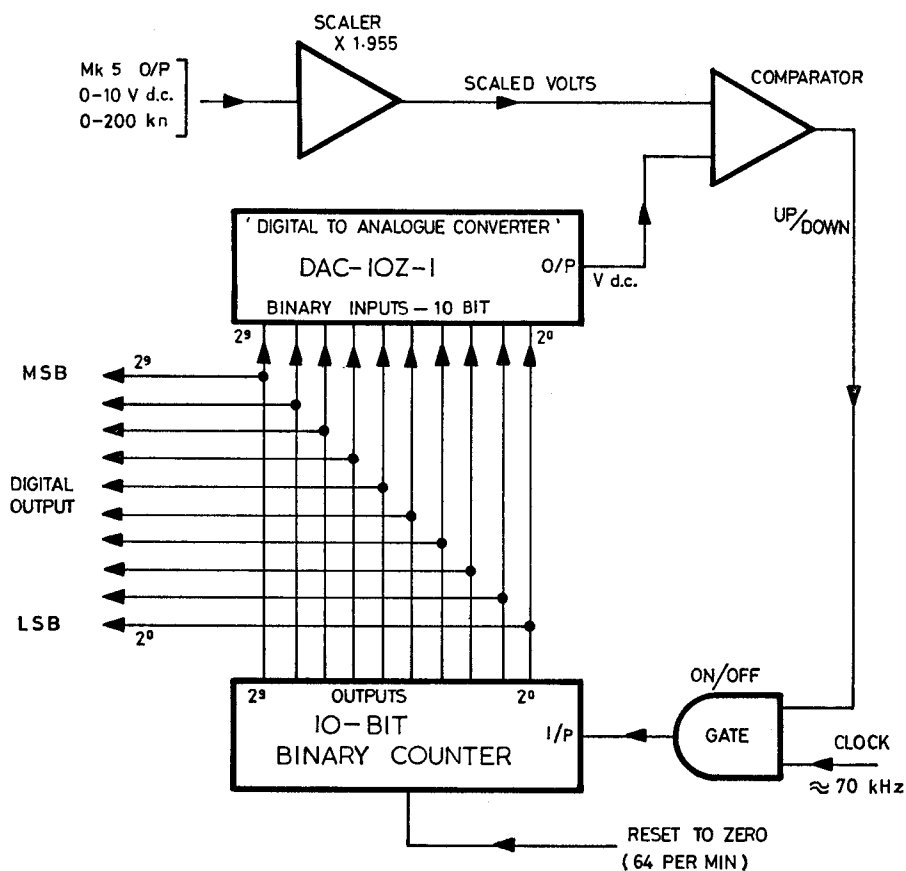 SCALER
X 1·955
Mk 5 O/P
0-10 V d.c.
0-200 kn
SCALED VOLTS
COMPARATOR
UP/DOWN
'DIGITAL TO ANALOGUE CONVERTER'
DAC-10Z-1
O/P
V d.c.
BINARY INPUTS - 10 BIT
2⁹
2⁰
MSB
2⁹
DIGITAL
OUTPUT
LSB
2⁰
ON/OFF
2⁹
OUTPUTS
2⁰
10-BIT
BINARY COUNTER
I/P
GATE
CLOCK
≈ 70 kHz
RESET TO ZERO
(64 PER MIN)